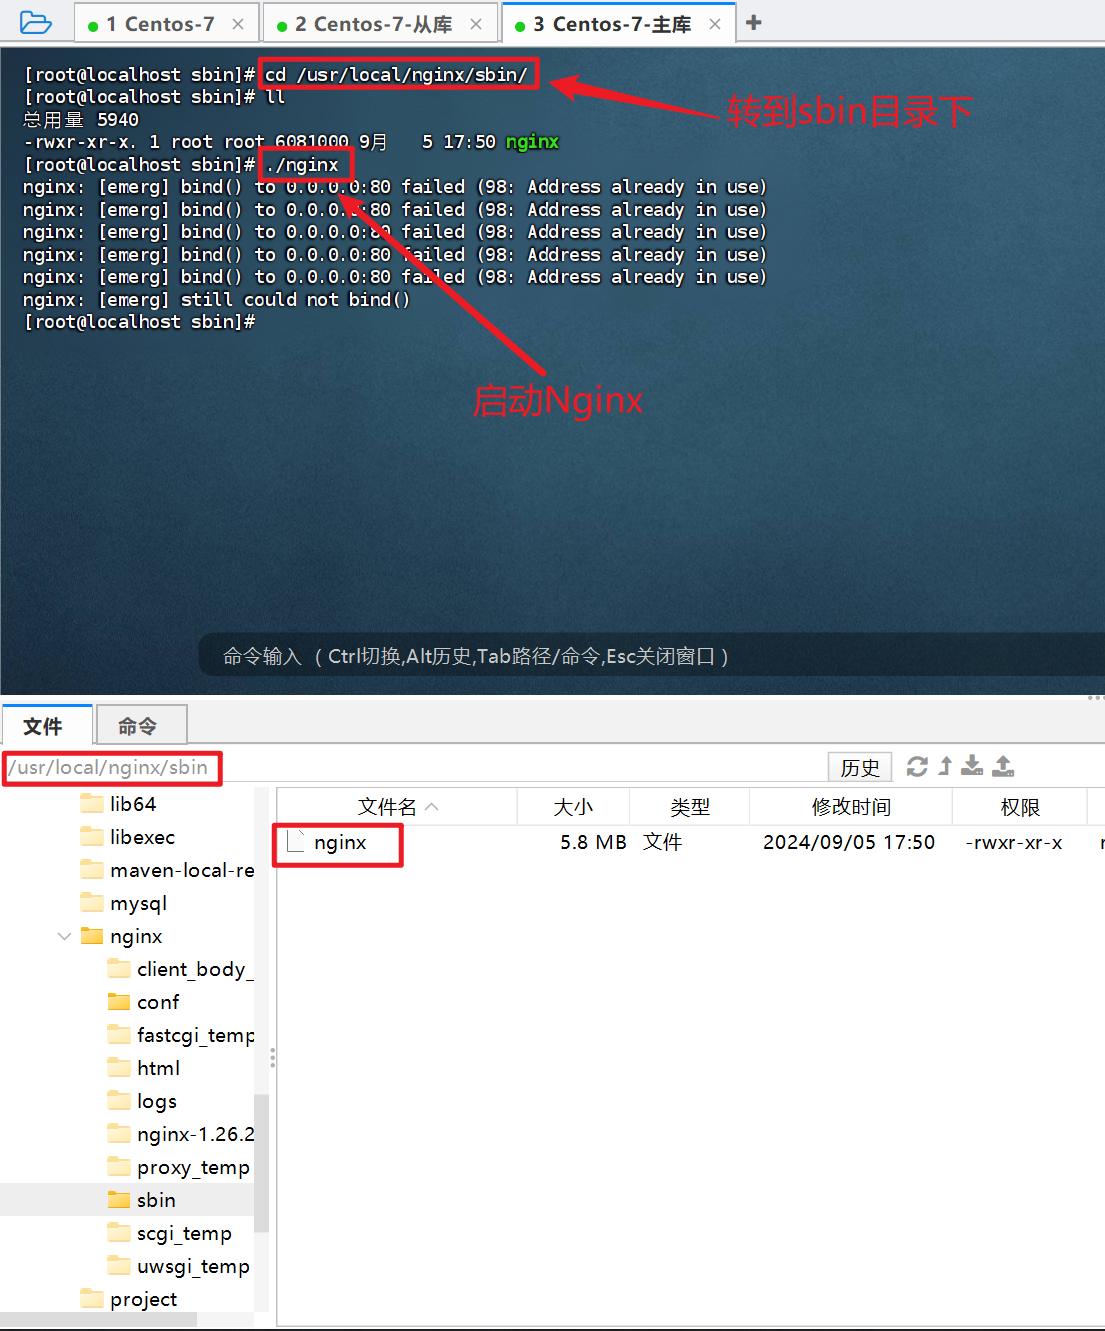 1 Centos-7
2 Centos-7-从库
3 Centos-7-主库
[root@localhost sbin]# cd /usr/local/nginx/sbin/
[root@localhost sbin]# ll
总用量 5940
-rwxr-xr-x. 1 root root 6081000 9月 5 17:50 nginx
[root@localhost sbin]# ./nginx
nginx: [emerg] bind() to 0.0.0.0:80 failed (98: Address already in use)
nginx: [emerg] bind() to 0.0.0.0:80 failed (98: Address already in use)
nginx: [emerg] bind() to 0.0.0.0:80 failed (98: Address already in use)
nginx: [emerg] bind() to 0.0.0.0:80 failed (98: Address already in use)
nginx: [emerg] bind() to 0.0.0.0:80 failed (98: Address already in use)
nginx: [emerg] still could not bind()
[root@localhost sbin]#
转到sbin目录下
启动Nginx
命令输入 (Ctrl切换,Alt历史,Tab路径/命令,Esc关闭窗口)
文件 命令
/usr/local/nginx/sbin
历史
lib64
libexec
maven-local-re
mysql
nginx
client_body_
conf
fastcgi_temp
html
logs
nginx-1.26.2
proxy_temp
sbin
scgi_temp
uwsgi_temp
project
文件名 大小 类型 修改时间 权限
nginx 5.8 MB 文件 2024/09/05 17:50 -rwxr-xr-x